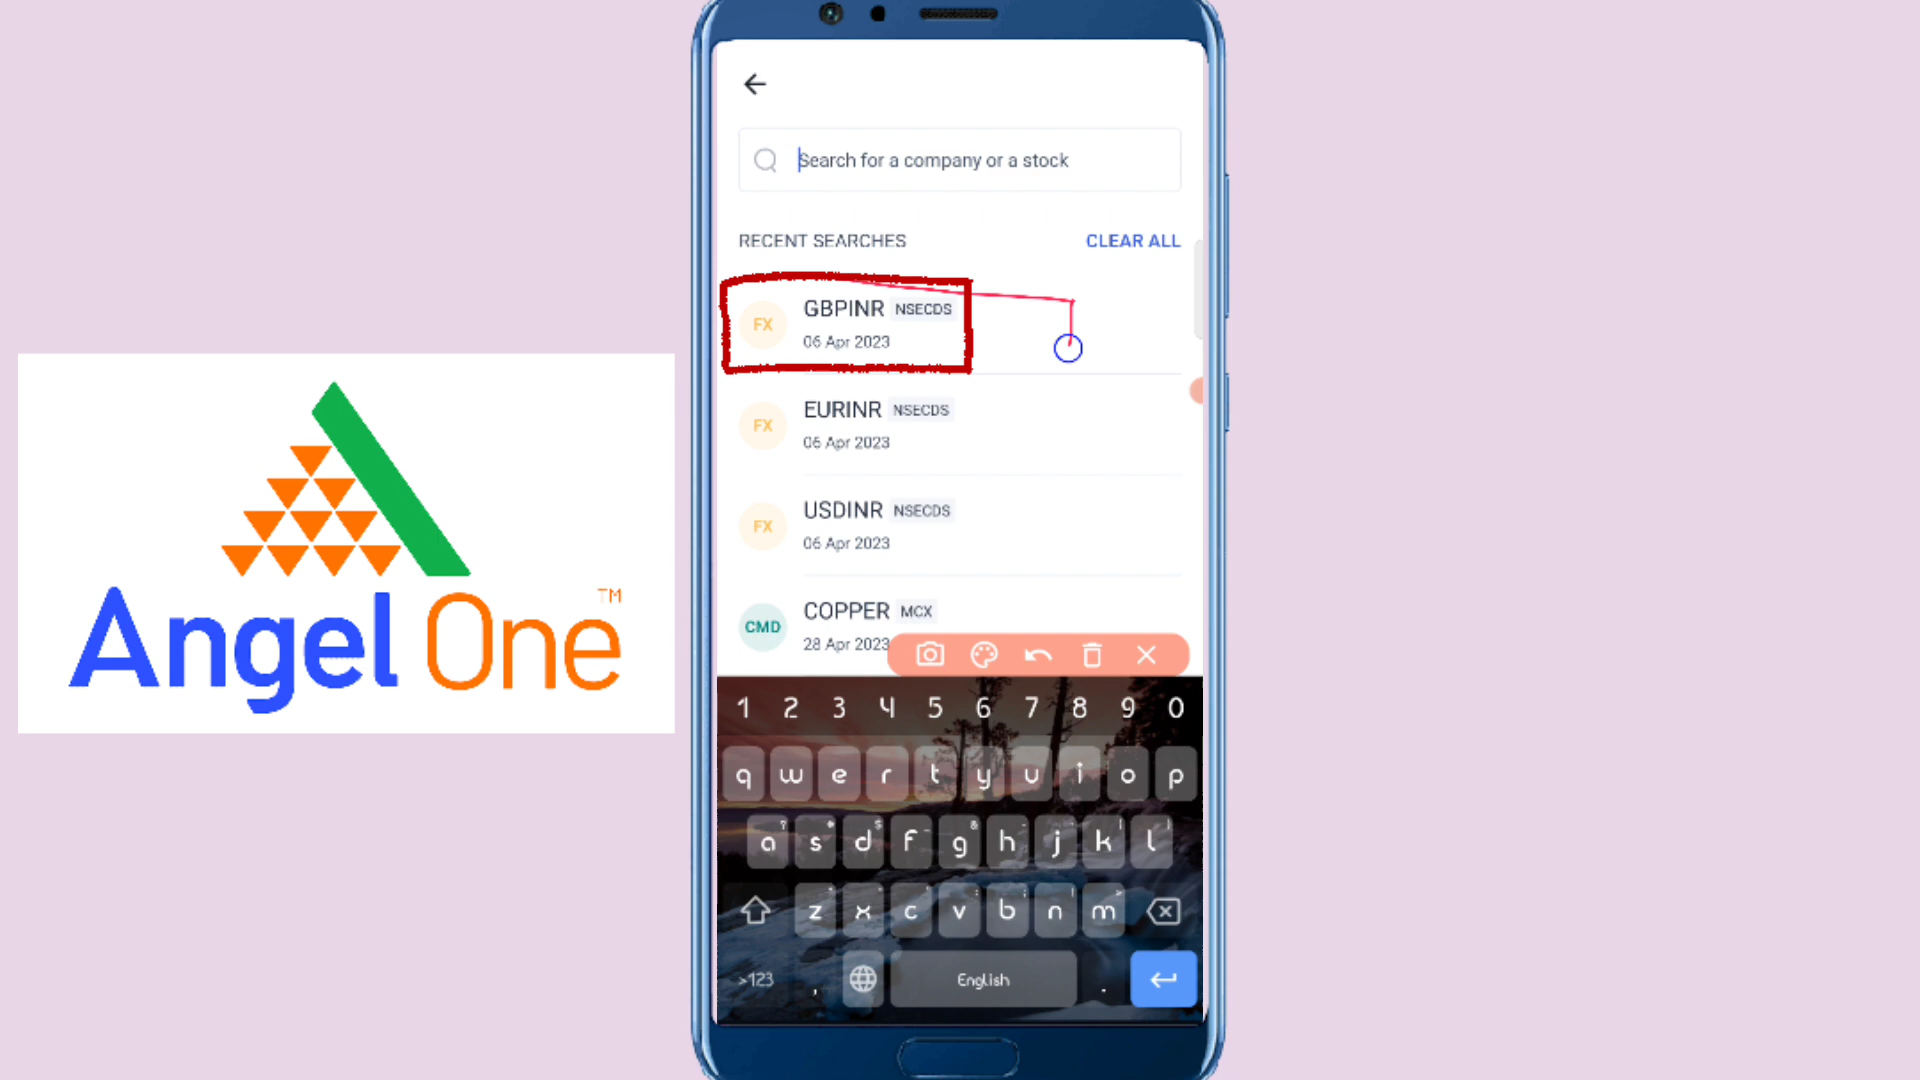 Search for a company or a stock
RECENT SEARCHES CLEAR ALL
FX GBPINR NSECDS
06 Apr 2023
FX EURINR NSECDS
06 Apr 2023
FX USDINR NSECDS
06 Apr 2023
CMD COPPER MCX
28 Apr 2023
Angel One TM
1 2 3 4 5 6 7 8 9 0
q w e r t y u i o p
a s d f g h j k l
z x c v b n m
>123 , English .